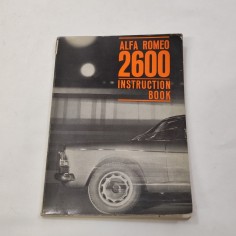 ALFA ROMEO
2600
INSTRUCTION
BOOK